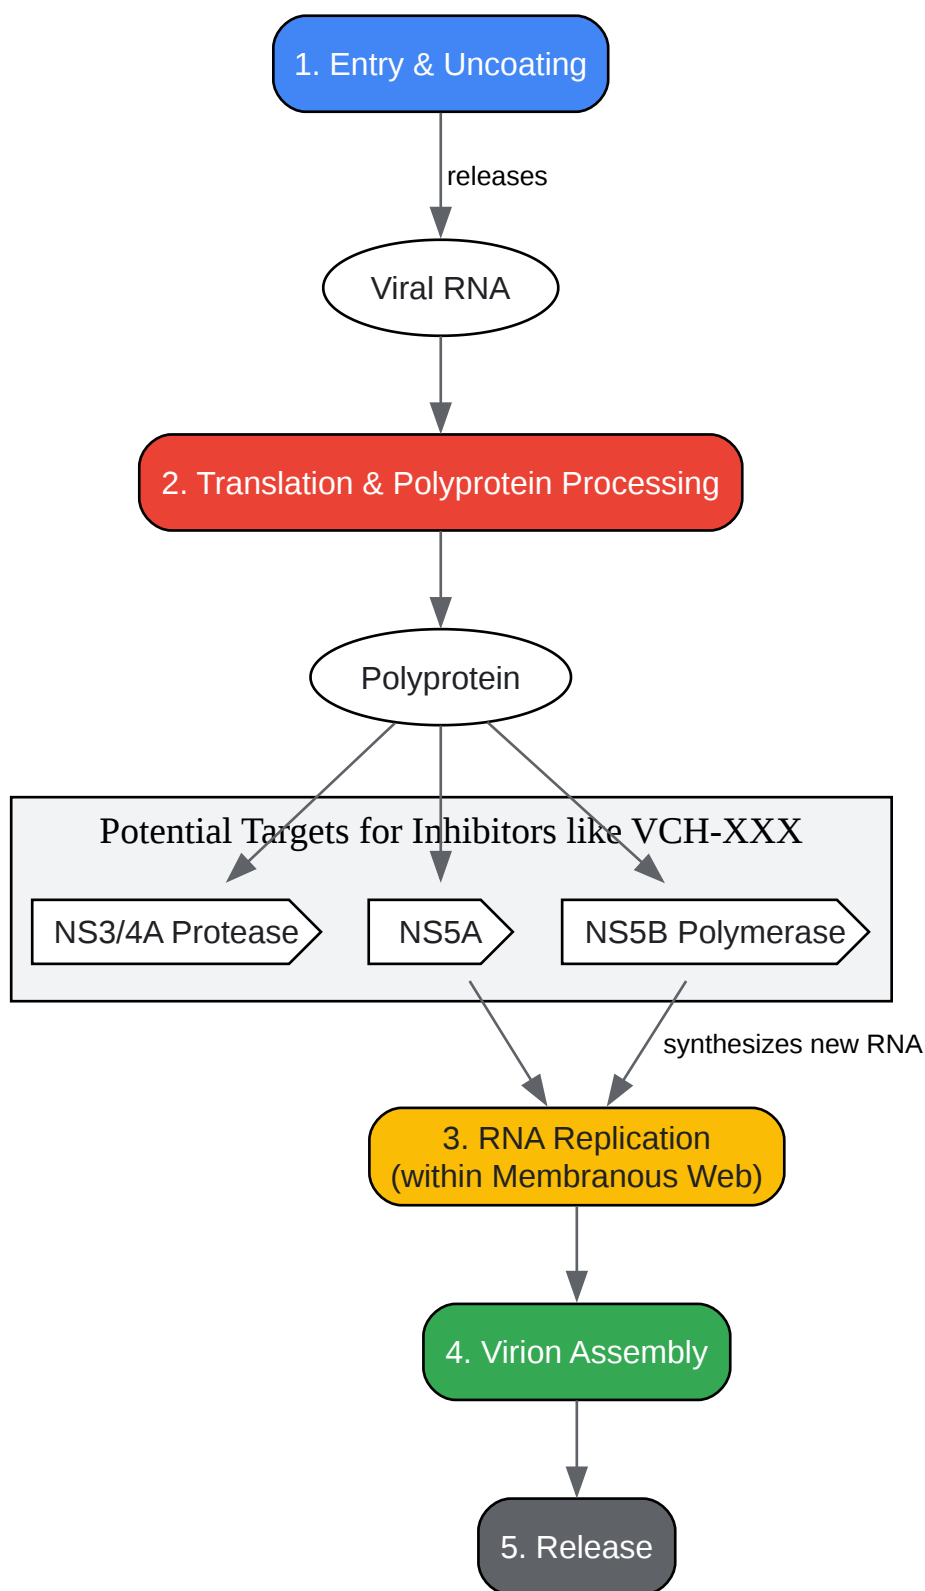 1. Entry & Uncoating
releases
Viral RNA
2. Translation & Polyprotein Processing
Polyprotein
Potential Targets for Inhibitors like VCH-XXX
NS3/4A Protease
NS5A
NS5B Polymerase
synthesizes new RNA
3. RNA Replication
(within Membranous Web)
4. Virion Assembly
5. Release